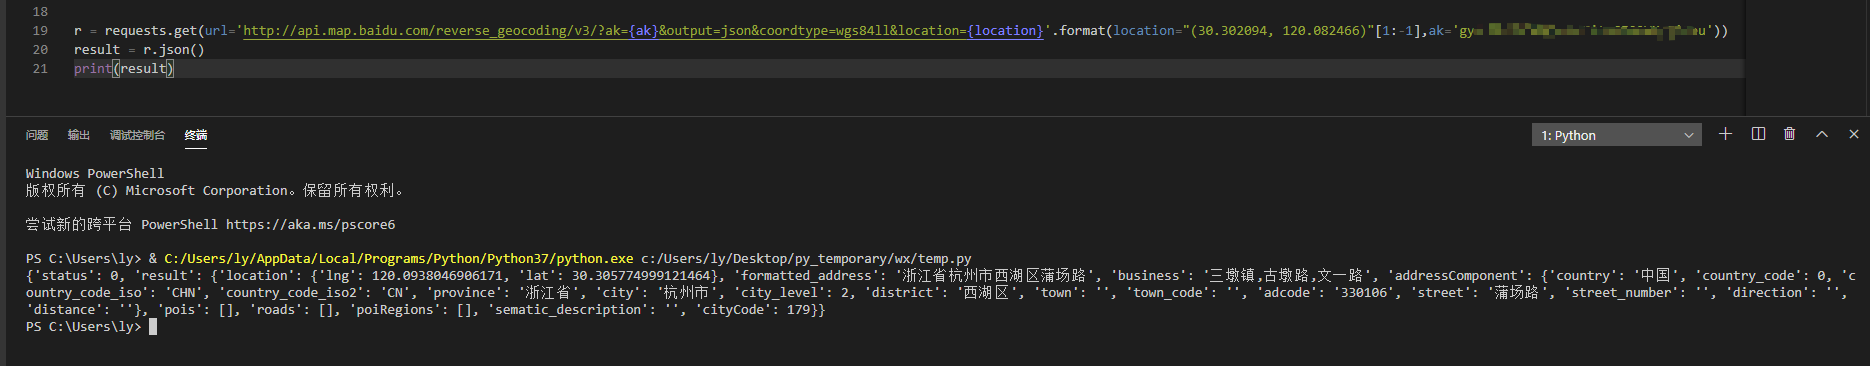 18
19 r = requests.get(url='http://api.map.baidu.com/reverse_geocoding/v3/?ak={ak}&output=json&coordtype=wgs84ll&location={location}'.format(location="(30.302094, 120.082466)"[1:-1],ak='gy u'))
20 result = r.json()
21 print(result)
问题 输出 调试控制台 终端 1: Python
Windows PowerShell
版权所有 (C) Microsoft Corporation。保留所有权利。
尝试新的跨平台 PowerShell https://aka.ms/pscore6
PS C:\Users\ly> & C:/Users/ly/AppData/Local/Programs/Python/Python37/python.exe c:/Users/ly/Desktop/py_temporary/wx/temp.py
{'status': 0, 'result': {'location': {'lng': 120.0938046906171, 'lat': 30.305774999121464}, 'formatted_address': '浙江省杭州市西湖区蒲场路', 'business': '三墩镇,古墩路,文一路', 'addressComponent': {'country': '中国', 'country_code': 0, 'c
ountry_code_iso': 'CHN', 'country_code_iso2': 'CN', 'province': '浙江省', 'city': '杭州市', 'city_level': 2, 'district': '西湖区', 'town': '', 'town_code': '', 'adcode': '330106', 'street': '蒲场路', 'street_number': '', 'direction': '',
'distance': ''}, 'pois': [], 'roads': [], 'poiRegions': [], 'sematic_description': '', 'cityCode': 179}}
PS C:\Users\ly>